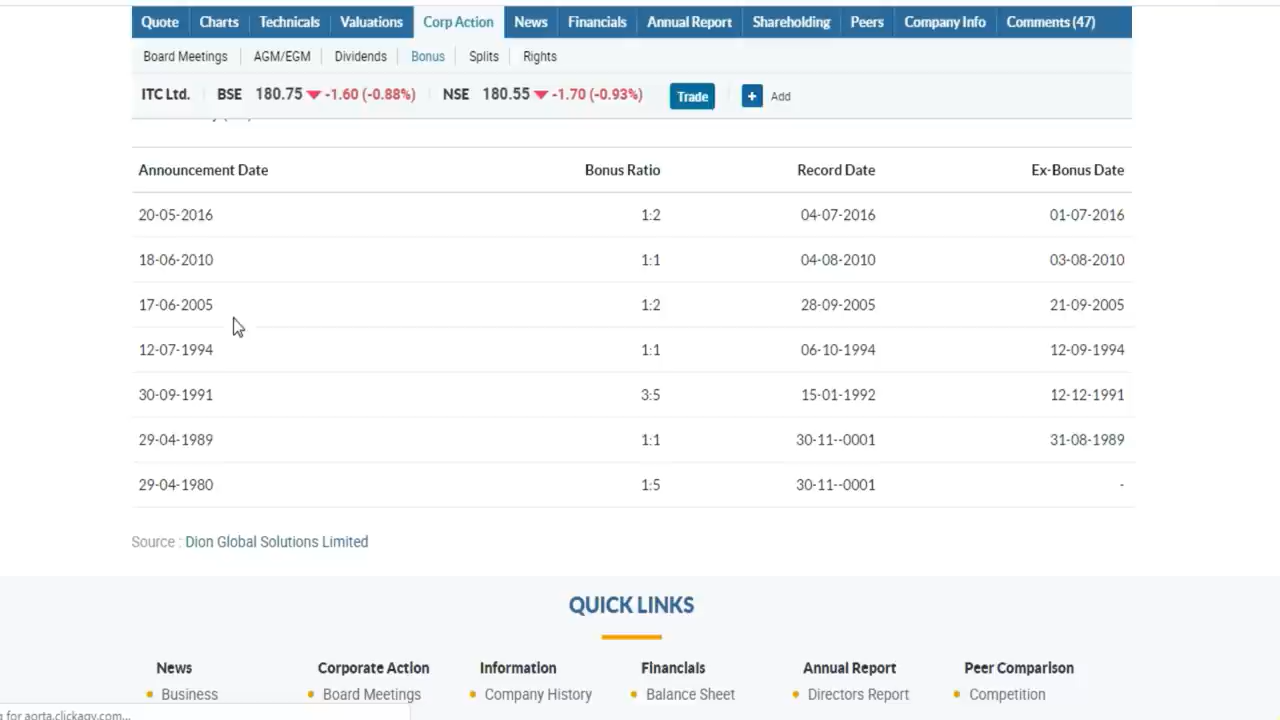 Quote Charts Technicals Valuations Corp Action News Financials Annual Report Shareholding Peers Company Info Comments (47)
Board Meetings AGM/EGM Dividends Bonus Splits Rights
ITC Ltd. BSE 180.75 -1.60 (-0.88%) NSE 180.55 -1.70 (-0.93%) Trade + Add
Announcement Date Bonus Ratio Record Date Ex-Bonus Date
20-05-2016 1:2 04-07-2016 01-07-2016
18-06-2010 1:1 04-08-2010 03-08-2010
17-06-2005 1:2 28-09-2005 21-09-2005
12-07-1994 1:1 06-10-1994 12-09-1994
30-09-1991 3:5 15-01-1992 12-12-1991
29-04-1989 1:1 30-11--0001 31-08-1989
29-04-1980 1:5 30-11--0001 -
Source : Dion Global Solutions Limited
QUICK LINKS
News Corporate Action Information Financials Annual Report Peer Comparison
Business Board Meetings Company History Balance Sheet Directors Report Competition
for aorta.clickagy.com...